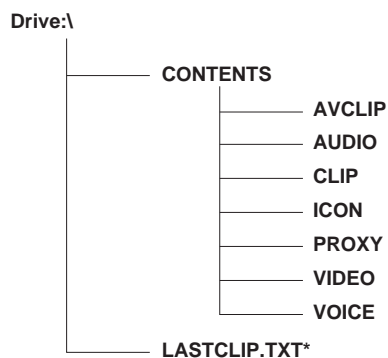 Drive:\
CONTENTS
AVCLIP
AUDIO
CLIP
ICON
PROXY
VIDEO
VOICE
LASTCLIP.TXT*